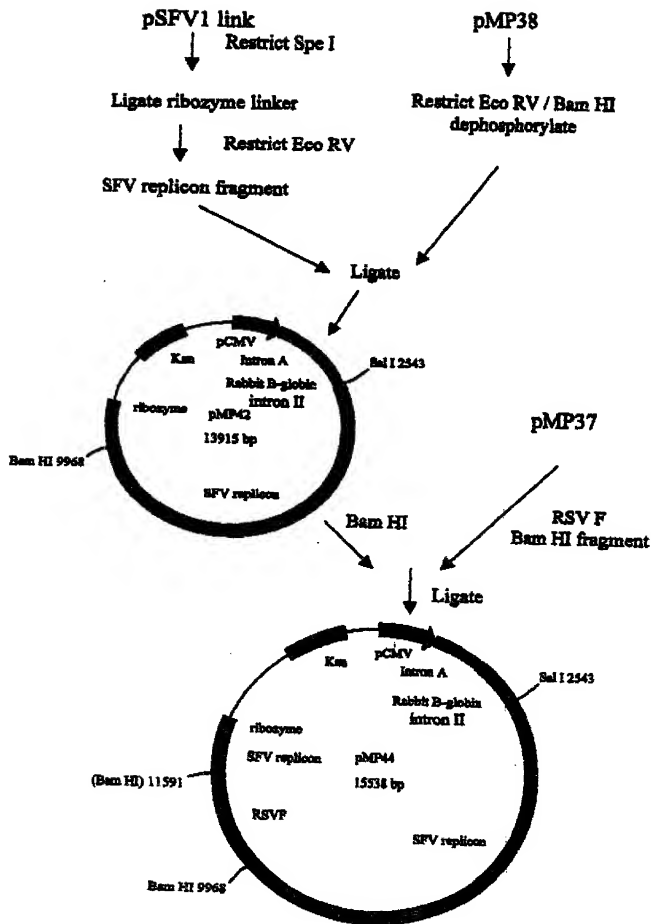 pSFV1 link
Restrict Spe I
Ligate ribozyme linker
Restrict Eco RV
SFV replicon fragment
pMP38
Restrict Eco RV / Bam HI
dephosphorylate
Ligate
pCMV
Intron A
Kan
Rabbit B-globin
intron II
Sal I 2543
ribozyme
pMP42
13915 bp
Bam HI 9968
SFV replicon
pMP37
Bam HI
RSV F
Bam HI fragment
Ligate
Kan
pCMV
Intron A
Sal I 2543
Rabbit B-globin
intron II
ribozyme
SFV replicon
pMP44
15538 bp
(Bam HI) 11591
RSVF
SFV replicon
Bam HI 9968